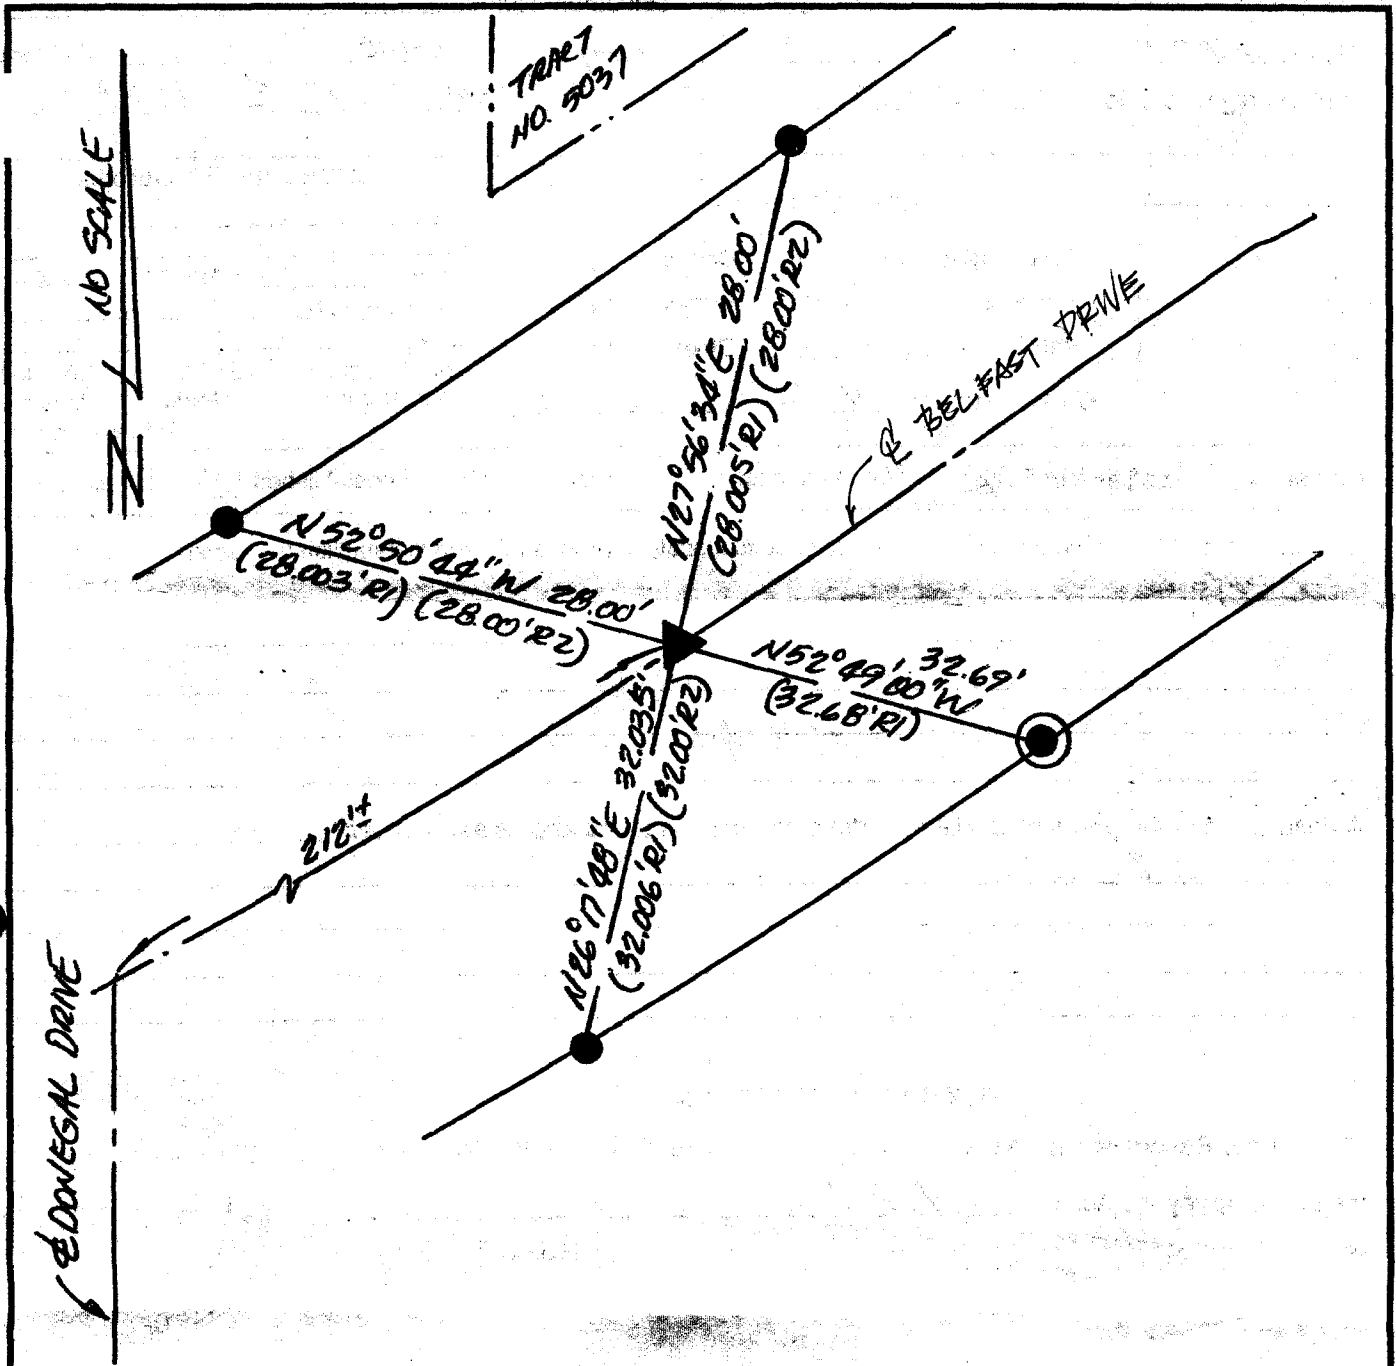 TRACT
NO. 5037
NO SCALE
N
N27°56'34"E 28.00'
(28.005'R1)(28.00'R2)
℄ BELFAST DRIVE
N52°50'44"W 28.00'
(28.003'R1)(28.00'R2)
N52°49'00"W 32.69'
(32.68'R1)
N26°17'48"E 32.035'
(32.006'R1)(32.00'R2)
212'±
℄ DONEGAL DRIVE